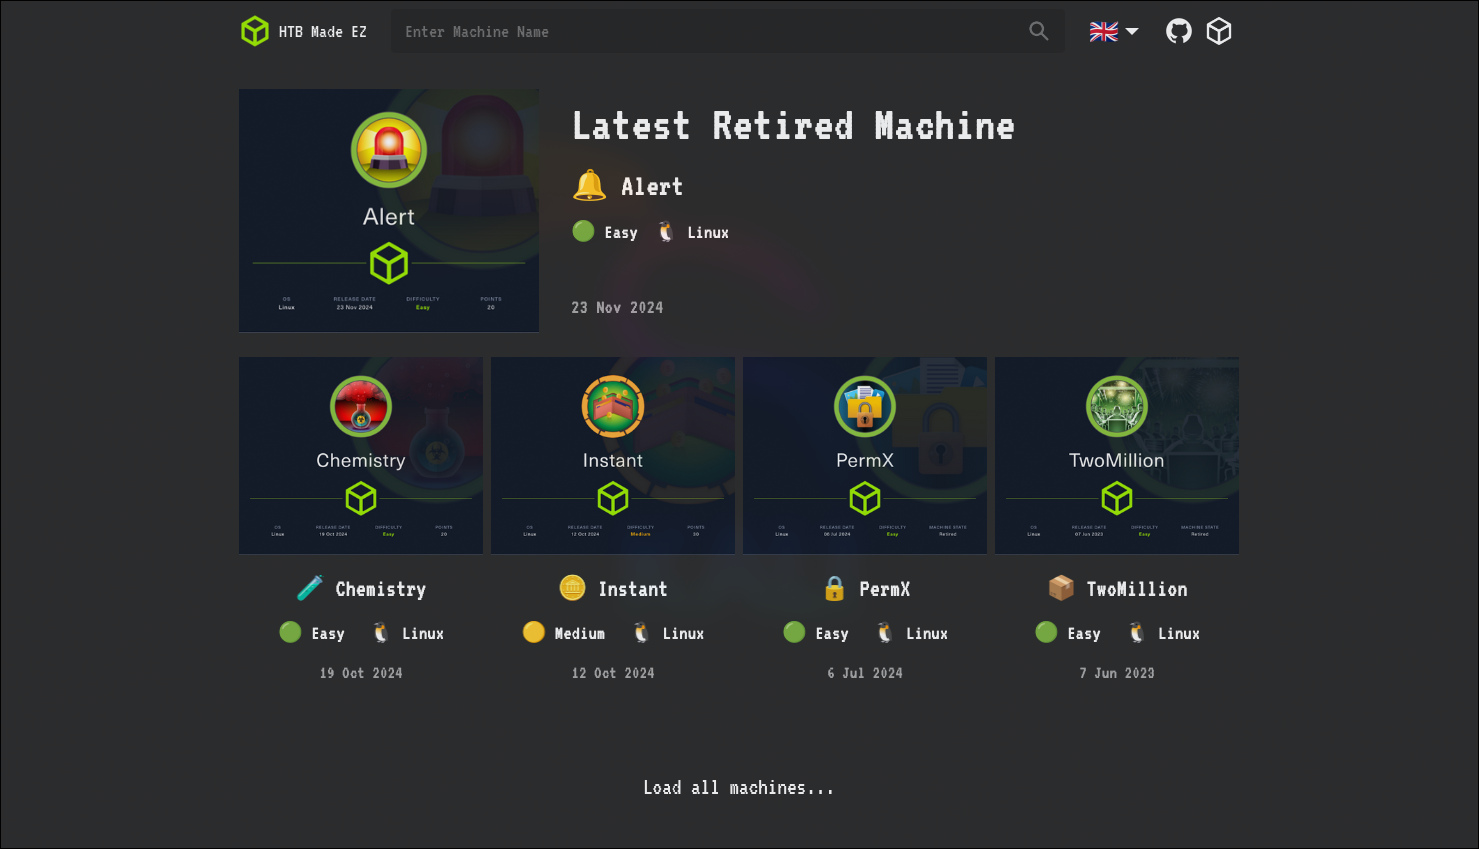 HTB Made EZ
Enter Machine Name
Alert
OS
RELEASE DATE
DIFFICULTY
POINTS
Linux
23 Nov 2024
Easy
20
Latest Retired Machine
Alert
Easy
Linux
23 Nov 2024
Chemistry
OS
RELEASE DATE
DIFFICULTY
POINTS
Linux
19 Oct 2024
Easy
20
Instant
OS
RELEASE DATE
DIFFICULTY
POINTS
Linux
12 Oct 2024
Medium
30
PermX
OS
RELEASE DATE
DIFFICULTY
MACHINE STATE
Linux
06 Jul 2024
Easy
Retired
TwoMillion
OS
RELEASE DATE
DIFFICULTY
MACHINE STATE
Linux
07 Jun 2023
Easy
Retired
Chemistry
Easy
Linux
19 Oct 2024
Instant
Medium
Linux
12 Oct 2024
PermX
Easy
Linux
6 Jul 2024
TwoMillion
Easy
Linux
7 Jun 2023
Load all machines...